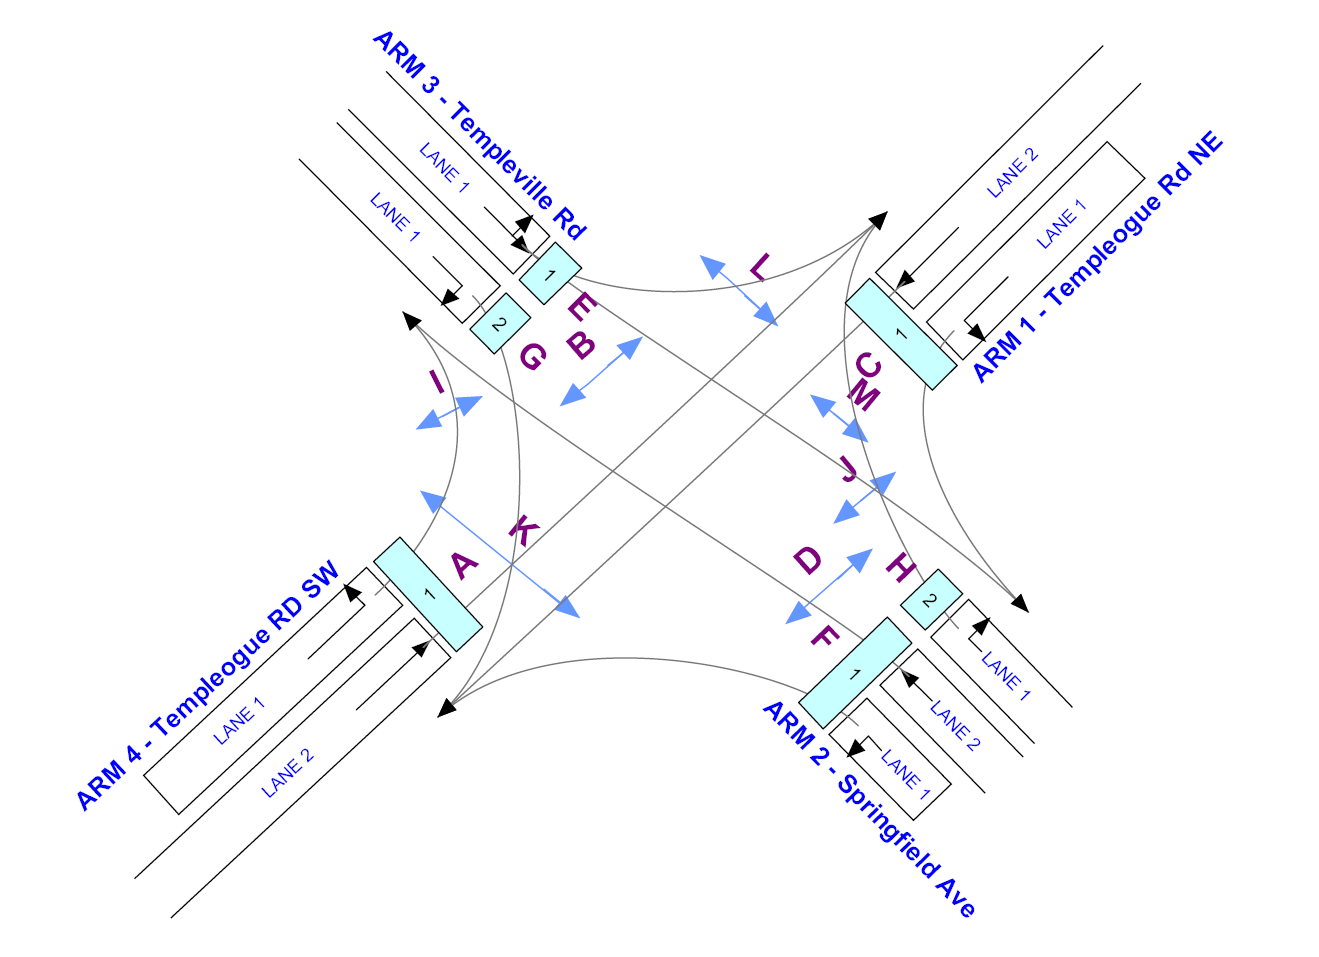 ARM 3 - Templeville Rd
LANE 1
LANE 1
1
2
ARM 1 - Templeogue Rd NE
LANE 2
LANE 1
1
L
E
B
G
I
C
M
J
K
A
D
H
F
ARM 4 - Templeogue RD SW
LANE 1
LANE 2
1
ARM 2 - Springfield Ave
2
1
LANE 1
LANE 2
LANE 1